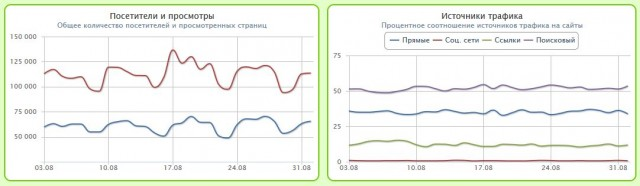 Посетители и просмотры
Общее количество посетителей и просмотренных страниц
150 000
125 000
100 000
75 000
50 000
03.08 10.08 17.08 24.08 31.08
Источники трафика
Процентное соотношение источников трафика на сайты
Прямые Соц. сети Ссылки Поисковый
75
50
25
0
03.08 10.08 17.08 24.08 31.08